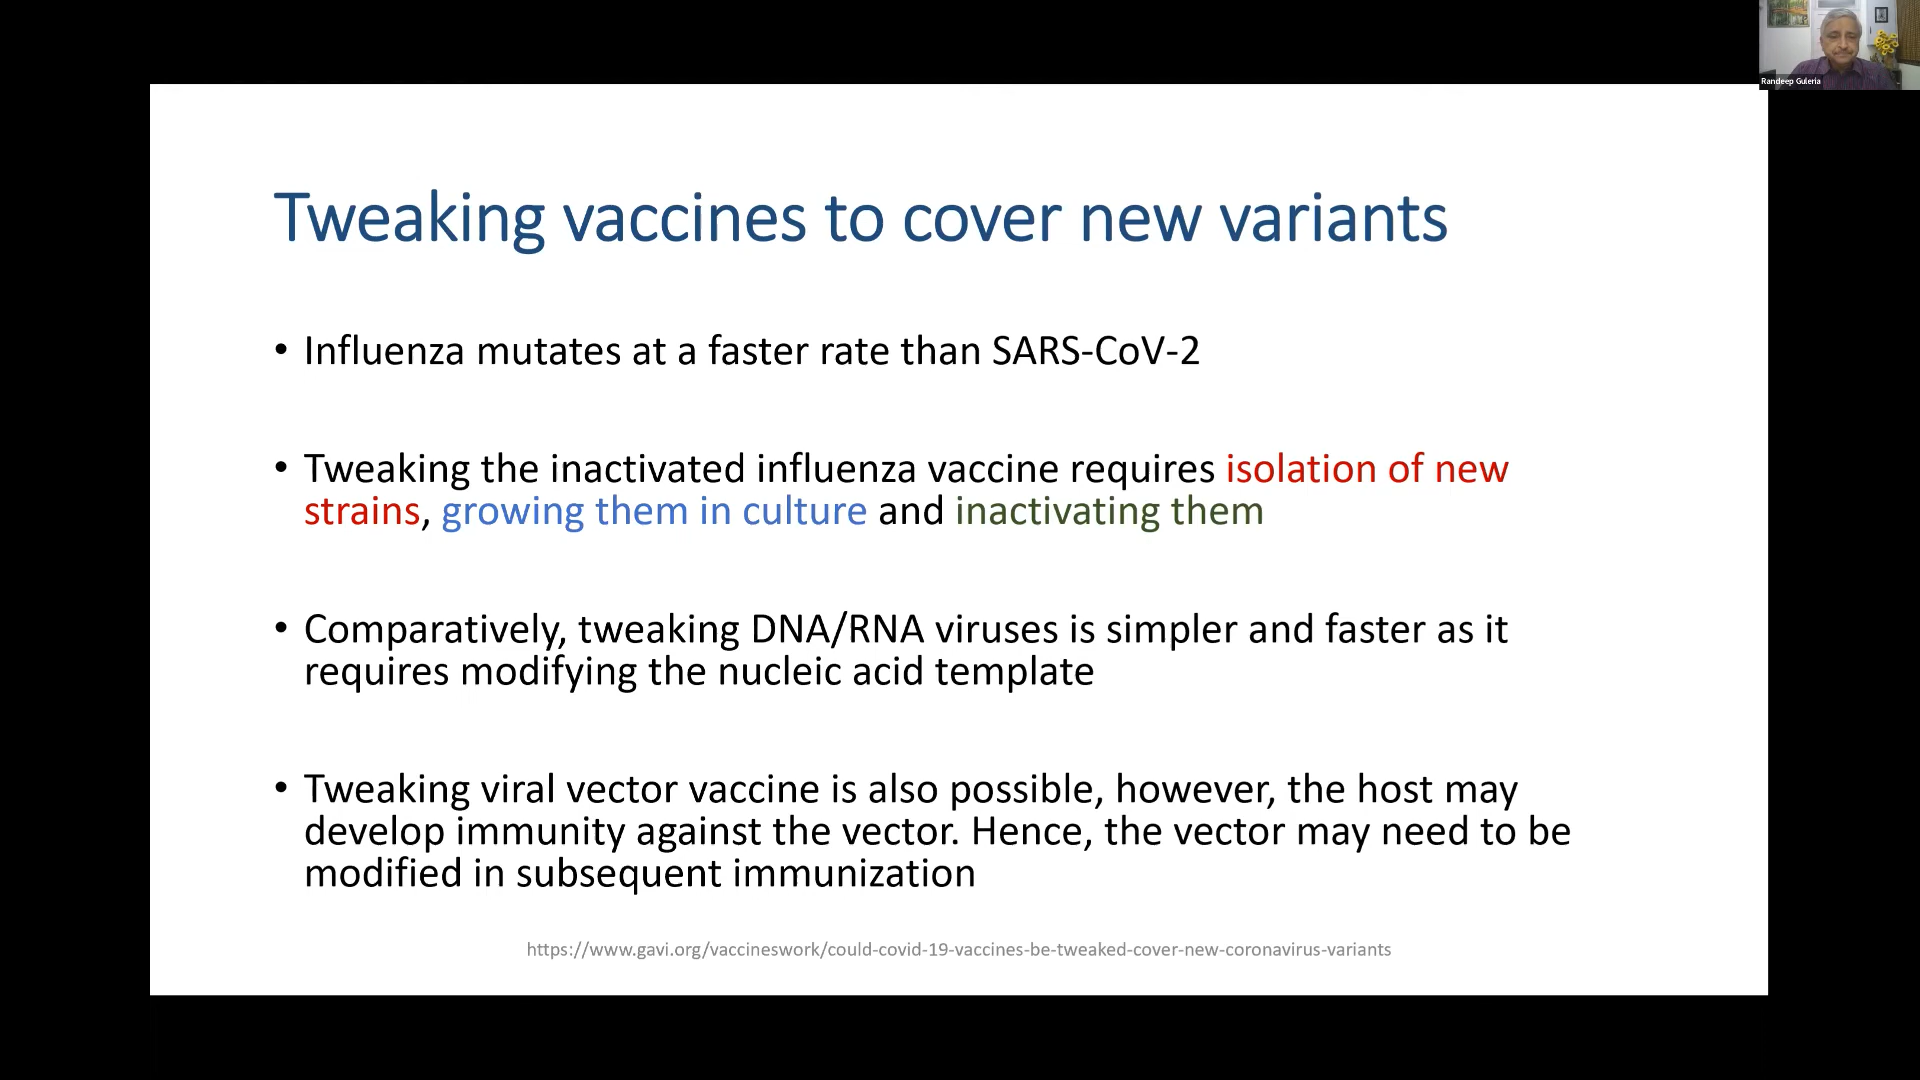 Randeep Guleria
Tweaking vaccines to cover new variants
• Influenza mutates at a faster rate than SARS-CoV-2
• Tweaking the inactivated influenza vaccine requires isolation of new
strains, growing them in culture and inactivating them
• Comparatively, tweaking DNA/RNA viruses is simpler and faster as it
requires modifying the nucleic acid template
• Tweaking viral vector vaccine is also possible, however, the host may
develop immunity against the vector. Hence, the vector may need to be
modified in subsequent immunization
https://www.gavi.org/vaccineswork/could-covid-19-vaccines-be-tweaked-cover-new-coronavirus-variants